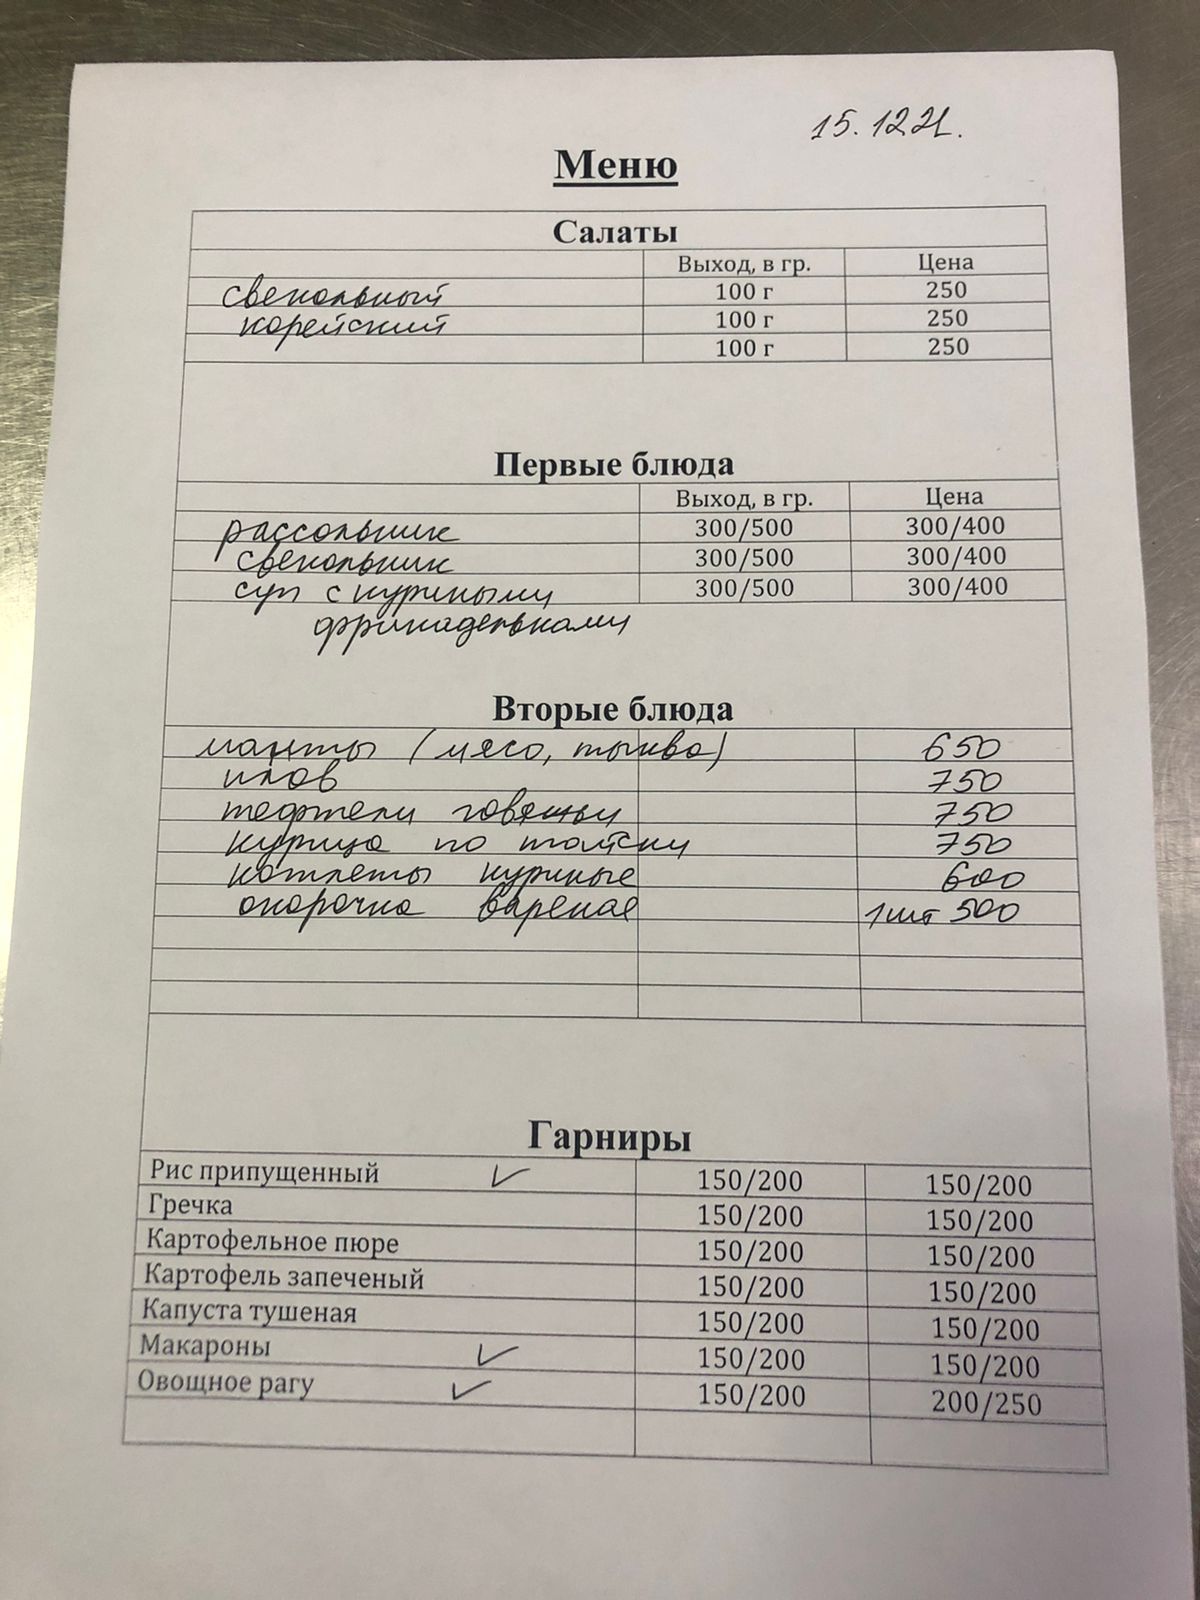 15.12.21.
Меню
Салаты
Выход, в гр. Цена
свекольный 100 г 250
корейский 100 г 250
100 г 250
Первые блюда
Выход, в гр. Цена
рассольник 300/500 300/400
свекольник 300/500 300/400
суп с куриными 300/500 300/400
фрикадельками
Вторые блюда
манты (мясо, тыква) 650
плов 750
тефтели говяжьи 750
курица по тайски 750
котлеты куриные 600
окорочка вареная 1шт 500
Гарниры
Рис припущенный ✓ 150/200 150/200
Гречка 150/200 150/200
Картофельное пюре 150/200 150/200
Картофель запеченый 150/200 150/200
Капуста тушеная 150/200 150/200
Макароны ✓ 150/200 150/200
Овощное рагу ✓ 150/200 200/250